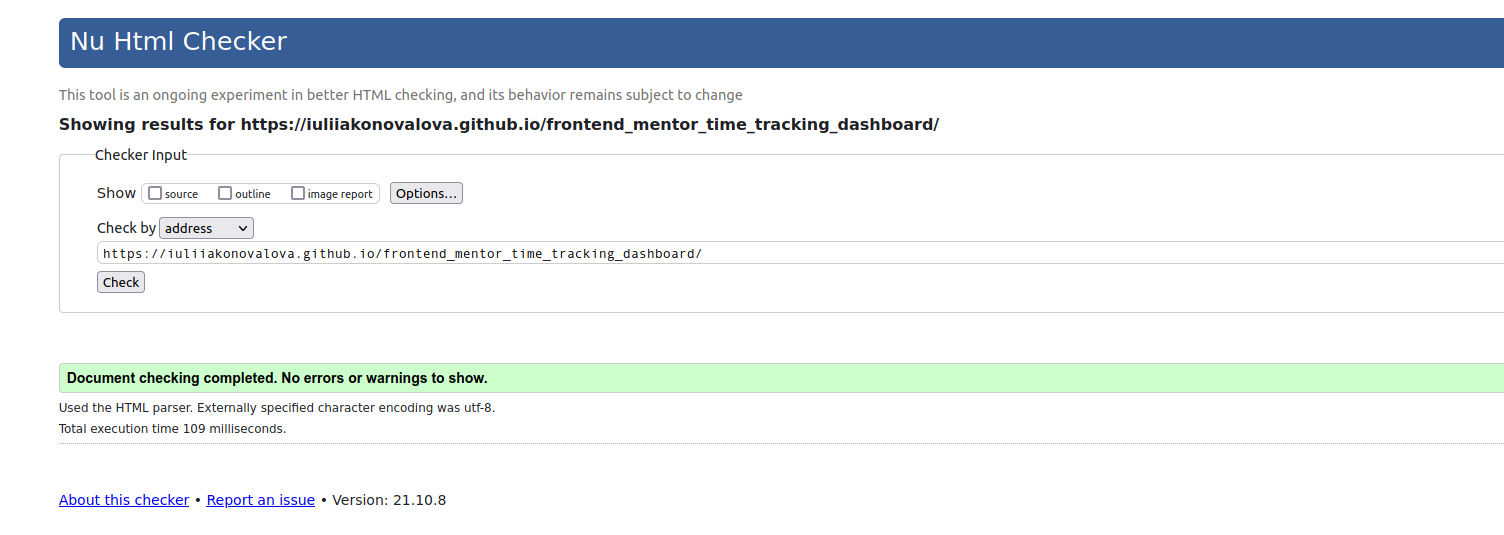 Nu Html Checker
This tool is an ongoing experiment in better HTML checking, and its behavior remains subject to change
Showing results for https://iuliiakonovalova.github.io/frontend_mentor_time_tracking_dashboard/
Checker Input
Show source outline image report Options...
Check by address
https://iuliiakonovalova.github.io/frontend_mentor_time_tracking_dashboard/
Check
Document checking completed. No errors or warnings to show.
Used the HTML parser. Externally specified character encoding was utf-8.
Total execution time 109 milliseconds.
About this checker • Report an issue • Version: 21.10.8